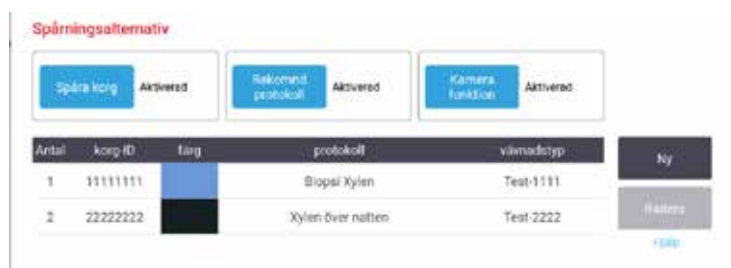 Spårningsalternativ
Spåra korg Aktiverad Rekomnd protokoll Aktiverad Kamera funktion Aktiverad
Antal korg-ID färg protokoll vävnadstyp Ny
1 11111111 Biopsi Xylen Test-1111
2 22222222 Xylen över natten Test-2222 Radera
Hjälp